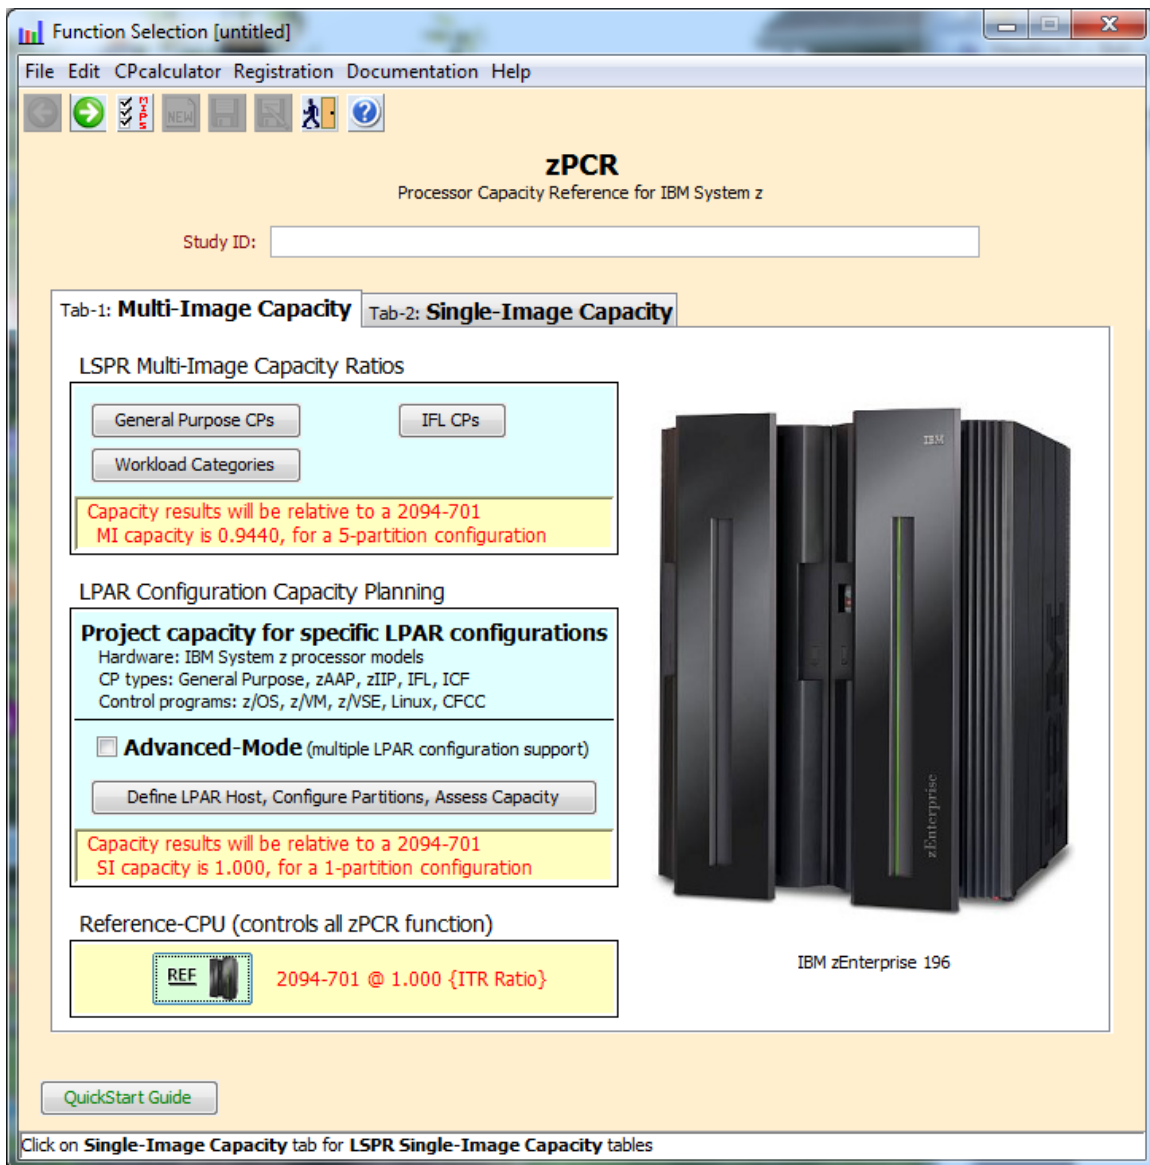 Function Selection [untitled]
File Edit CPcalculator Registration Documentation Help
MIPS NEW
zPCR
Processor Capacity Reference for IBM System z
Study ID:
Tab-1: Multi-Image Capacity Tab-2: Single-Image Capacity
LSPR Multi-Image Capacity Ratios
General Purpose CPs IFL CPs
Workload Categories
Capacity results will be relative to a 2094-701
MI capacity is 0.9440, for a 5-partition configuration
LPAR Configuration Capacity Planning
Project capacity for specific LPAR configurations
Hardware: IBM System z processor models
CP types: General Purpose, zAAP, zIIP, IFL, ICF
Control programs: z/OS, z/VM, z/VSE, Linux, CFCC
Advanced-Mode (multiple LPAR configuration support)
Define LPAR Host, Configure Partitions, Assess Capacity
Capacity results will be relative to a 2094-701
SI capacity is 1.000, for a 1-partition configuration
Reference-CPU (controls all zPCR function)
REF 2094-701 @ 1.000 {ITR Ratio}
IBM
zEnterprise
IBM
IBM zEnterprise 196
QuickStart Guide
Click on Single-Image Capacity tab for LSPR Single-Image Capacity tables